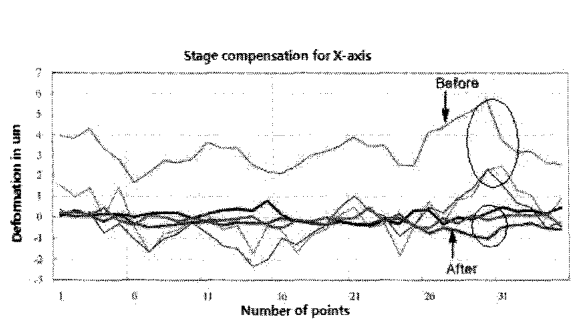 Stage compensation for X-axis
Deformation in um
7
6
5
4
3
2
1
0
-1
-2
-3
Before
After
1 6 11 16 21 26 31
Number of points